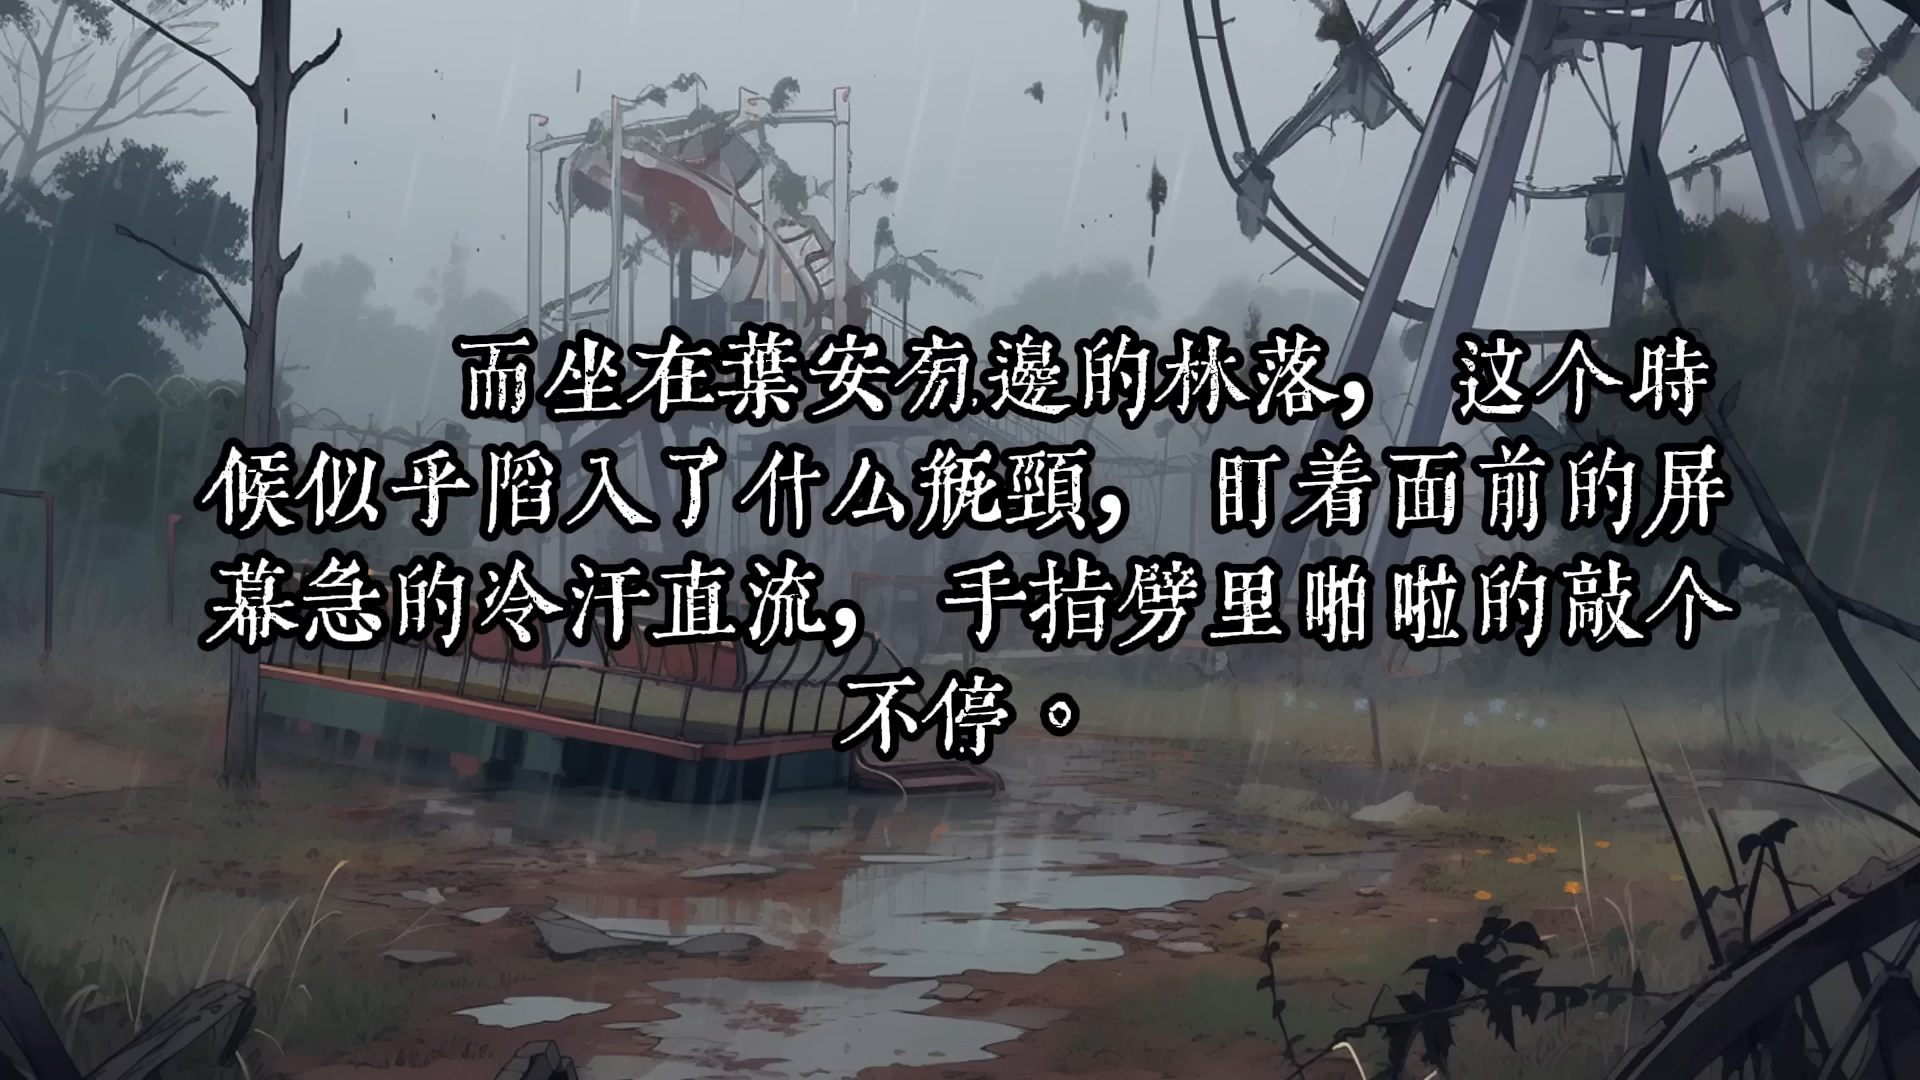 而坐在葉安旁邊的林落，这个時
候似乎陷入了什么瓶頸，盯着面前的屏
幕急的冷汗直流，手指劈里啪啦的敲个
不停。